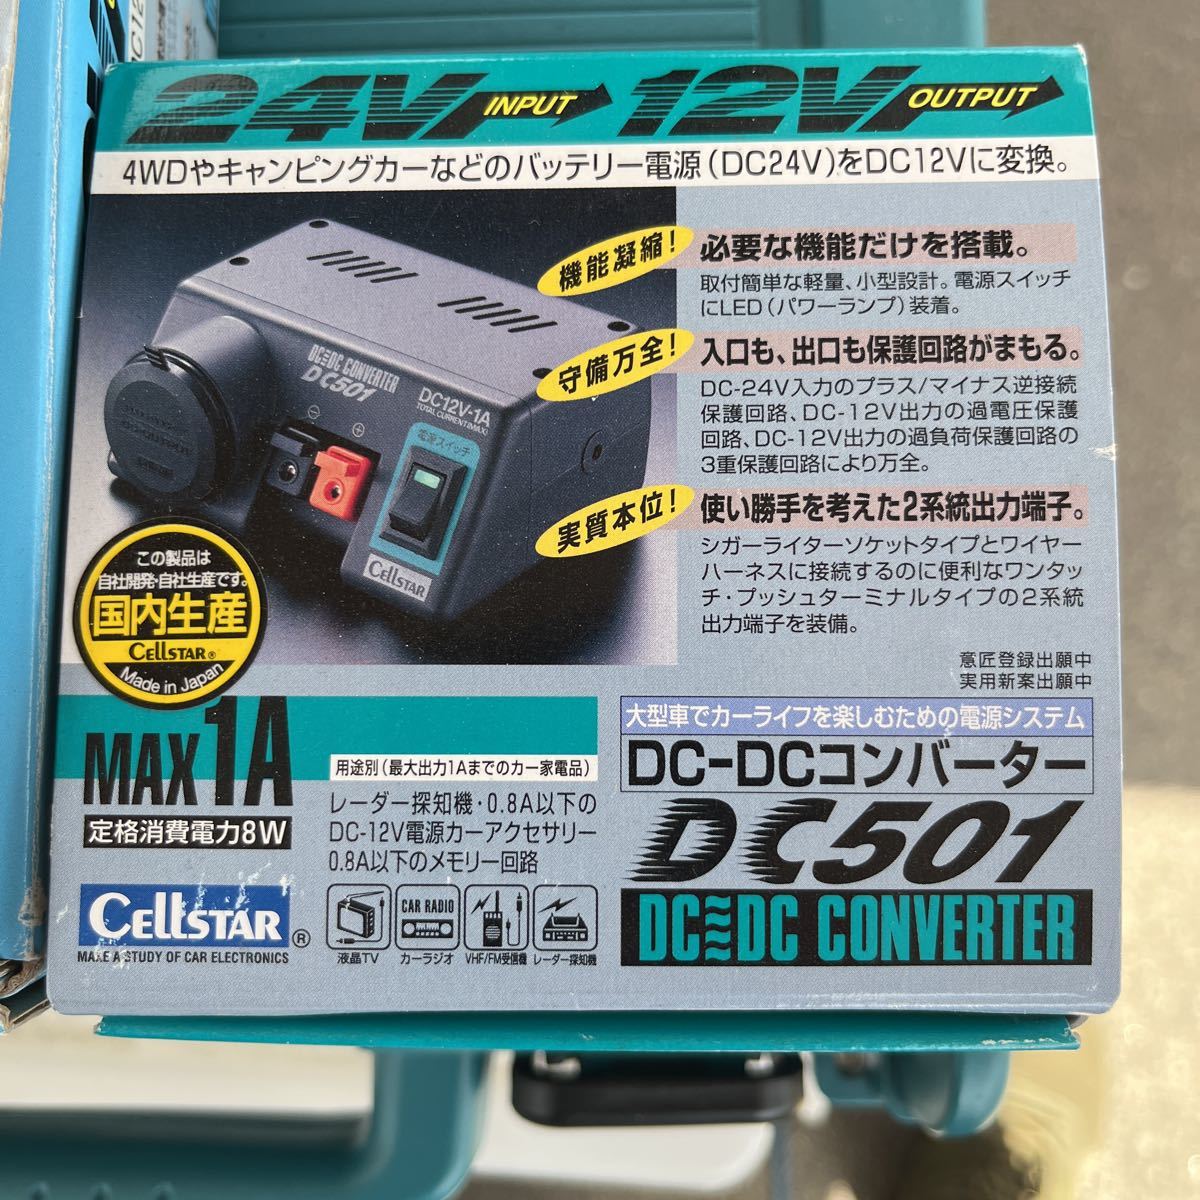 24V INPUT 12V OUTPUT
4WDやキャンピングカーなどのバッテリー電源(DC24V)をDC12Vに変換。
機能凝縮!
必要な機能だけを搭載。
取付簡単な軽量、小型設計。電源スイッチ
にLED(パワーランプ)装着。
守備万全!
入口も、出口も保護回路がまもる。
DC-24V入力のプラス/マイナス逆接続
保護回路、DC-12V出力の過電圧保護
回路、DC-12V出力の過負荷保護回路の
3重保護回路により万全。
実質本位!
使い勝手を考えた2系統出力端子。
シガーライターソケットタイプとワイヤー
ハーネスに接続するのに便利なワンタッ
チ・プッシュターミナルタイプの2系統
出力端子を装備。
意匠登録出願中
実用新案出願中
DC DC CONVERTER
DC501
DC12V-1A
TOTAL CURRENT(MAX)
電源スイッチ
⊖
⊕
CELLSTAR
この製品は
自社開発・自社生産です。
国内生産
CELLSTAR®
Made in Japan
MAX 1A
定格消費電力8W
用途別(最大出力1Aまでのカー家電品)
レーダー探知機・0.8A以下の
DC-12V電源カーアクセサリー
0.8A以下のメモリー回路
CAR RADIO
液晶TV カーラジオ VHF/FM受信機 レーダー探知機
CELLSTAR®
MAKE A STUDY OF CAR ELECTRONICS
大型車でカーライフを楽しむための電源システム
DC-DCコンバーター
DC501
DC DC CONVERTER